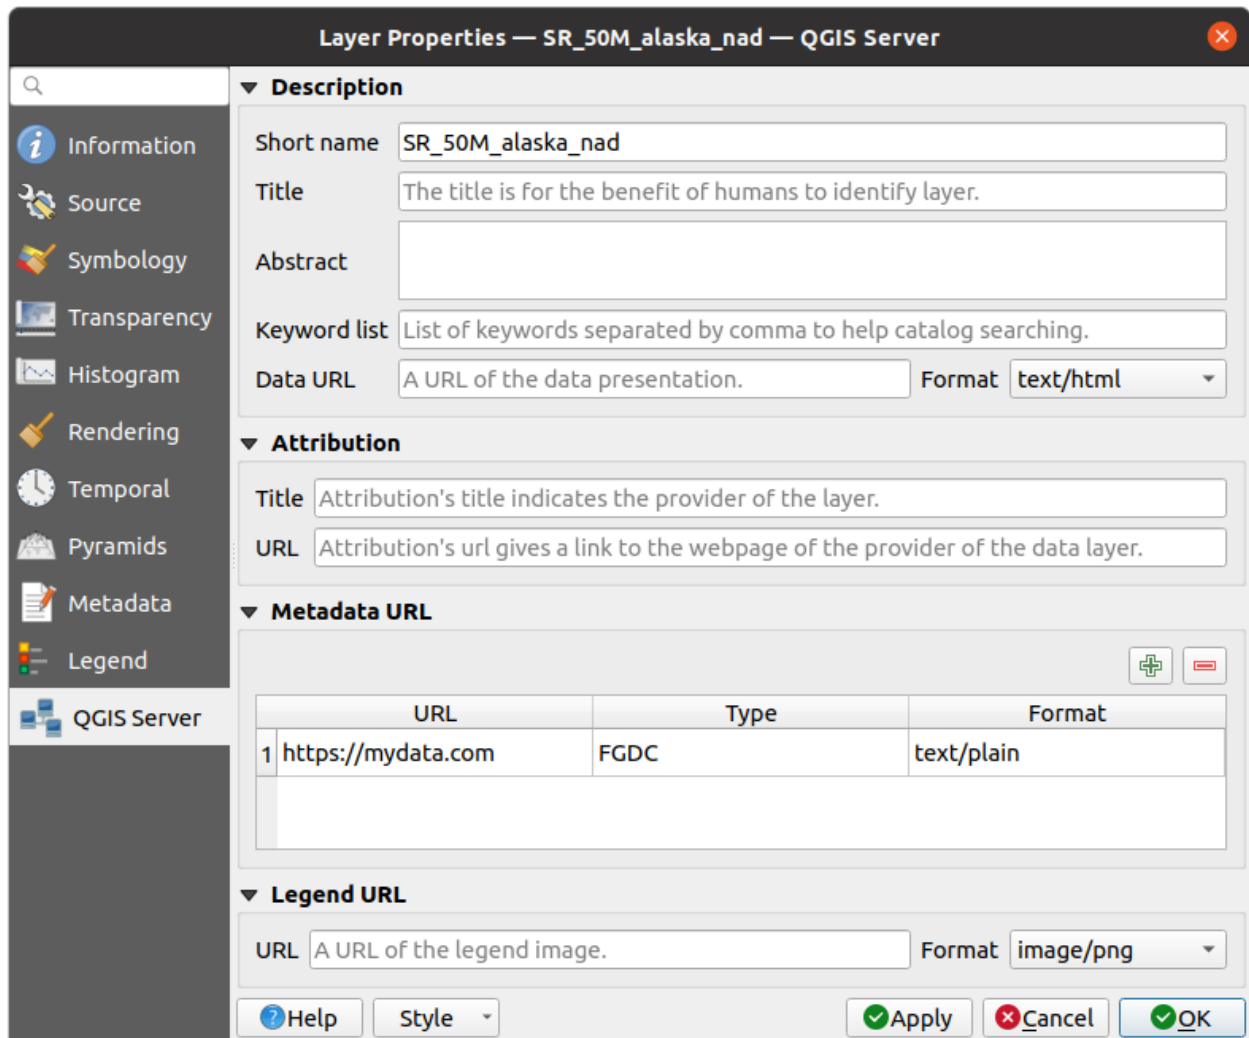 Layer Properties — SR_50M_alaska_nad — QGIS Server
Information
Source
Symbology
Transparency
Histogram
Rendering
Temporal
Pyramids
Metadata
Legend
QGIS Server
Description
Short name SR_50M_alaska_nad
Title The title is for the benefit of humans to identify layer.
Abstract
Keyword list List of keywords separated by comma to help catalog searching.
Data URL A URL of the data presentation. Format text/html
Attribution
Title Attribution's title indicates the provider of the layer.
URL Attribution's url gives a link to the webpage of the provider of the data layer.
Metadata URL
URL Type Format
1 https://mydata.com FGDC text/plain
Legend URL
URL A URL of the legend image. Format image/png
Help Style Apply Cancel OK